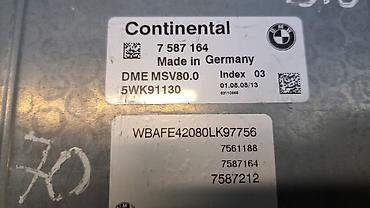 Continental
7 587 164
Made in Germany
DME MSV80.0 Index 03
5WK91130 01.08.08/13
WBAFE42080LK97756
7561188
7587164
7587212
70